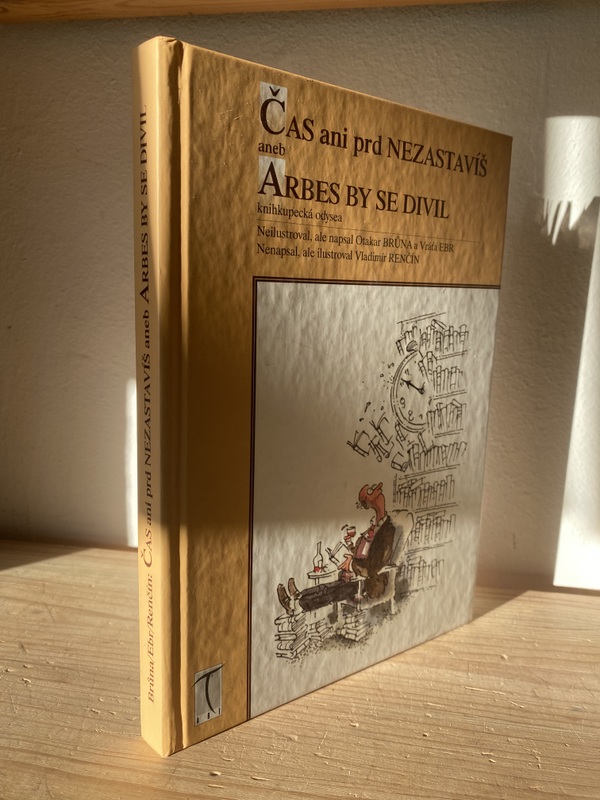 ČAS ani prd NEZASTAVÍŠ
aneb
ARBES BY SE DIVIL
knihkupecká odysea
Neilustroval, ale napsal Otakar BRŮNA a Vráťa EBR
Nenapsal, ale ilustroval Vladimír RENČÍN
Brůna/Ebr/Renčín: ČAS ani prd NEZASTAVÍŠ aneb ARBES BY SE DIVIL
T
ART